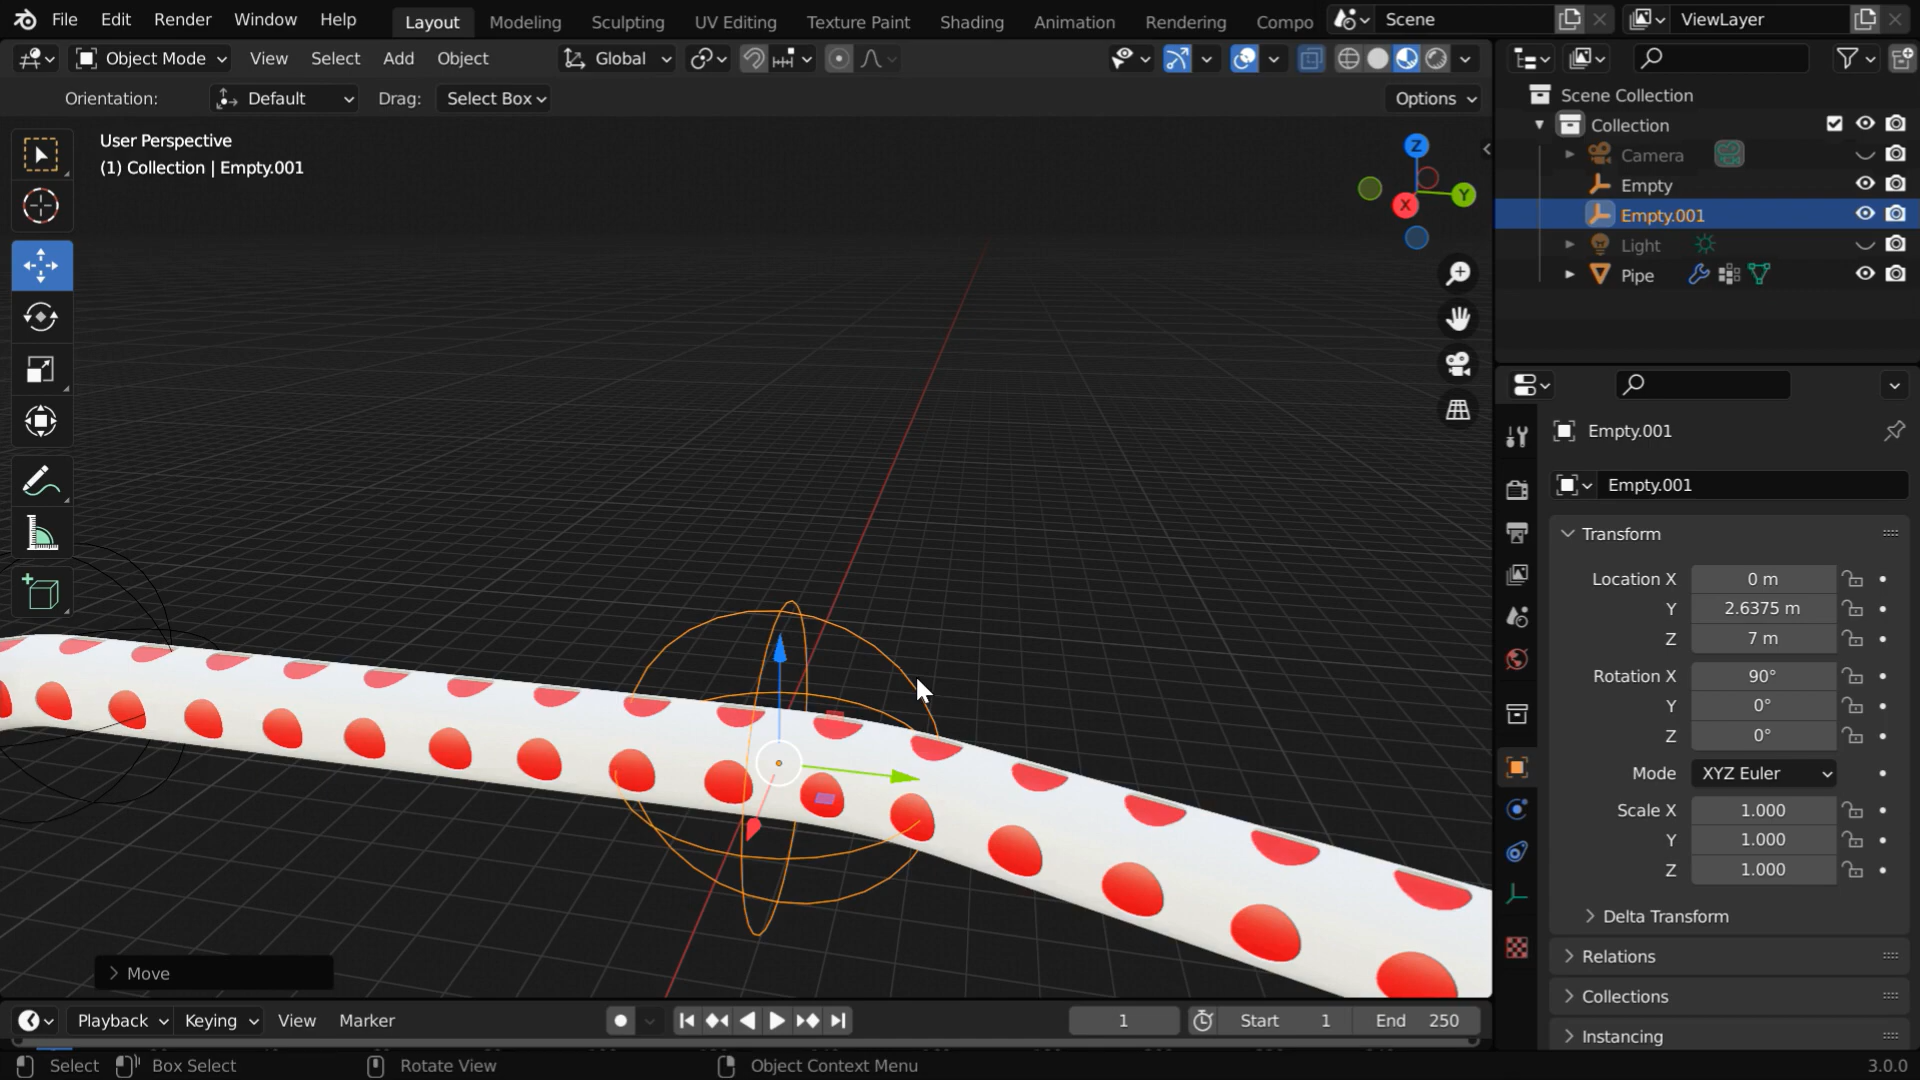 File Edit Render Window Help Layout Modeling Sculpting UV Editing Texture Paint Shading Animation Rendering Compo Scene ViewLayer
Object Mode View Select Add Object Global
Orientation: Default Drag: Select Box Options
User Perspective
(1) Collection | Empty.001
Z
Y
X
Move
Scene Collection
Collection
Camera
Empty
Empty.001
Light
Pipe
Empty.001
Empty.001
Transform
Location X 0 m
Y 2.6375 m
Z 7 m
Rotation X 90°
Y 0°
Z 0°
Mode XYZ Euler
Scale X 1.000
Y 1.000
Z 1.000
Delta Transform
Relations
Collections
Instancing
Playback Keying View Marker 1 Start 1 End 250
Select Box Select Rotate View Object Context Menu 3.0.0